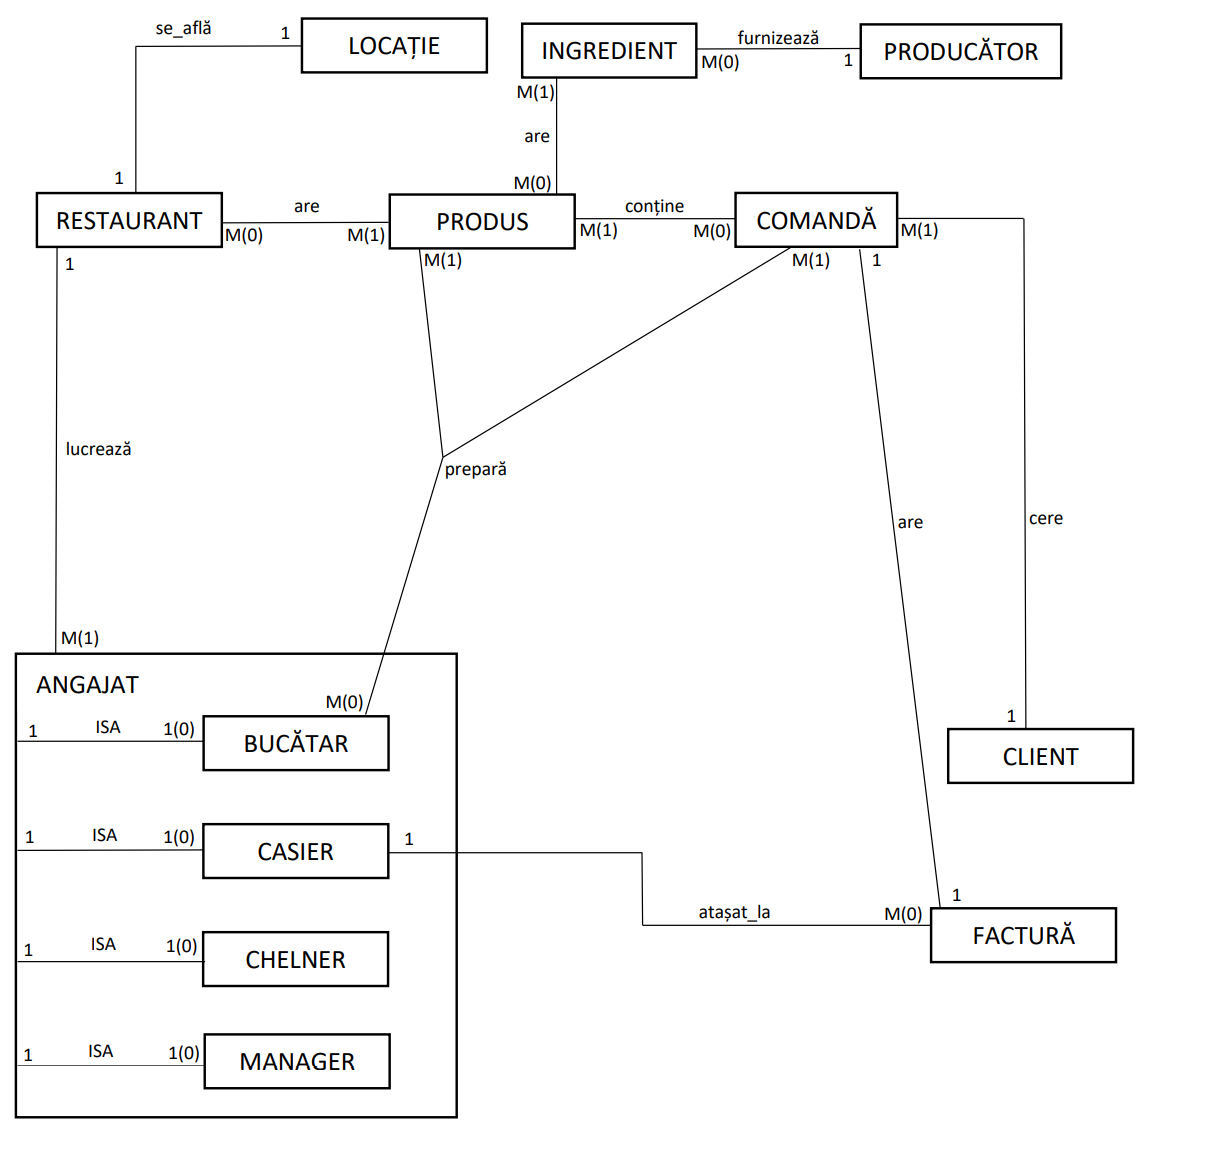 se_află
1
LOCAȚIE
INGREDIENT
furnizează
PRODUCĂTOR
M(0)
1
M(1)
are
M(0)
1
RESTAURANT
are
PRODUS
conține
COMANDĂ
M(0)
M(1)
M(1)
M(0)
M(1)
1
M(1)
M(1)
1
lucrează
prepară
are
cere
M(1)
ANGAJAT
M(0)
1
ISA
1(0)
BUCĂTAR
1
CLIENT
1
ISA
1(0)
CASIER
1
atașat_la
M(0)
1
FACTURĂ
1
ISA
1(0)
CHELNER
1
ISA
1(0)
MANAGER